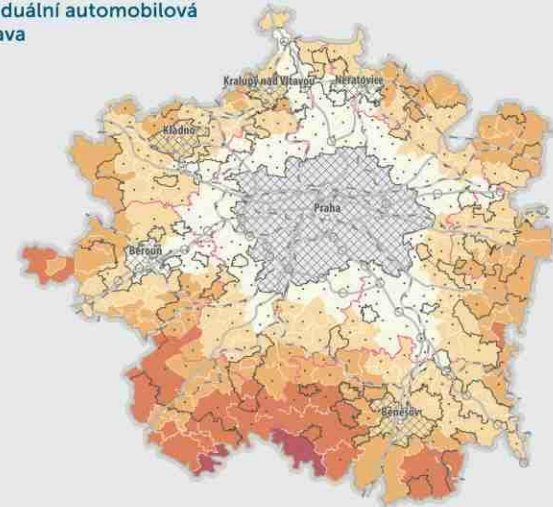 duální automobilová
ava
Kralupy nad Vltavou
Neratovice
Kladno
Praha
Beroun
Benešov